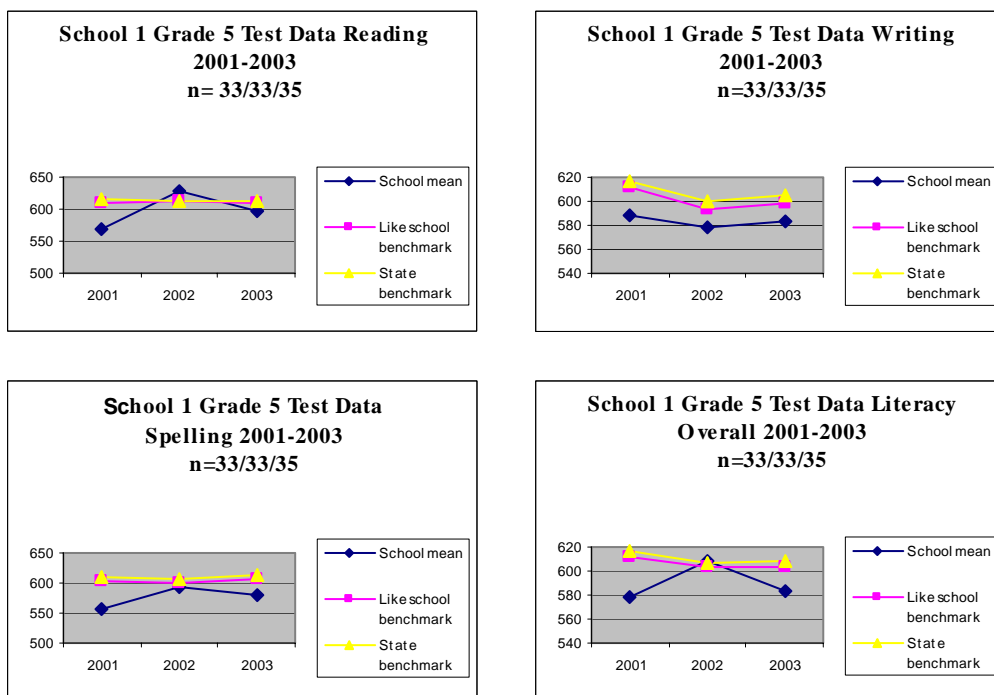 School 1 Grade 5 Test Data Reading
2001-2003
n= 33/33/35
650
600
550
500
2001 2002 2003
School mean
Like school
benchmark
State
benchmark
School 1 Grade 5 Test Data Writing
2001-2003
n=33/33/35
620
600
580
560
540
2001 2002 2003
School mean
Like school
benchmark
State
benchmark
School 1 Grade 5 Test Data
Spelling 2001-2003
n=33/33/35
650
600
550
500
2001 2002 2003
School mean
Like school
benchmark
State
benchmark
School 1 Grade 5 Test Data Literacy
Overall 2001-2003
n=33/33/35
620
600
580
560
540
2001 2002 2003
School mean
Like school
benchmark
State
benchmark